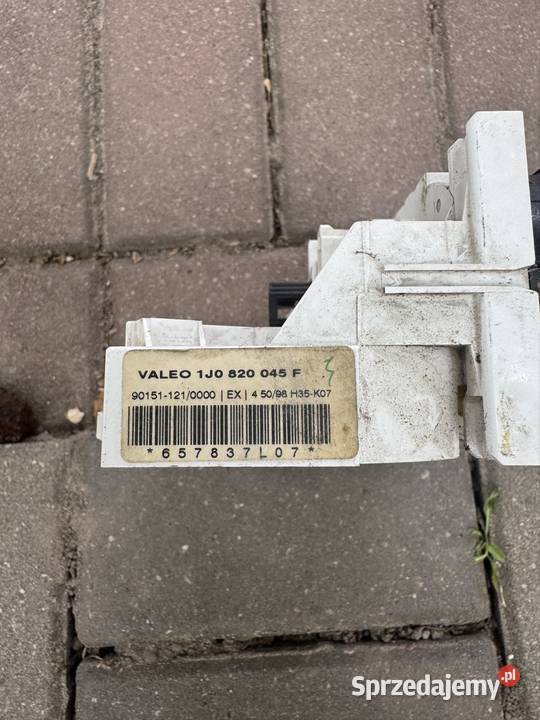 VALEO 1J0 820 045 F
90151-121/0000 | EX | 4 50/98 H35-K07
*657837L07*
Sprzedajemy.pl